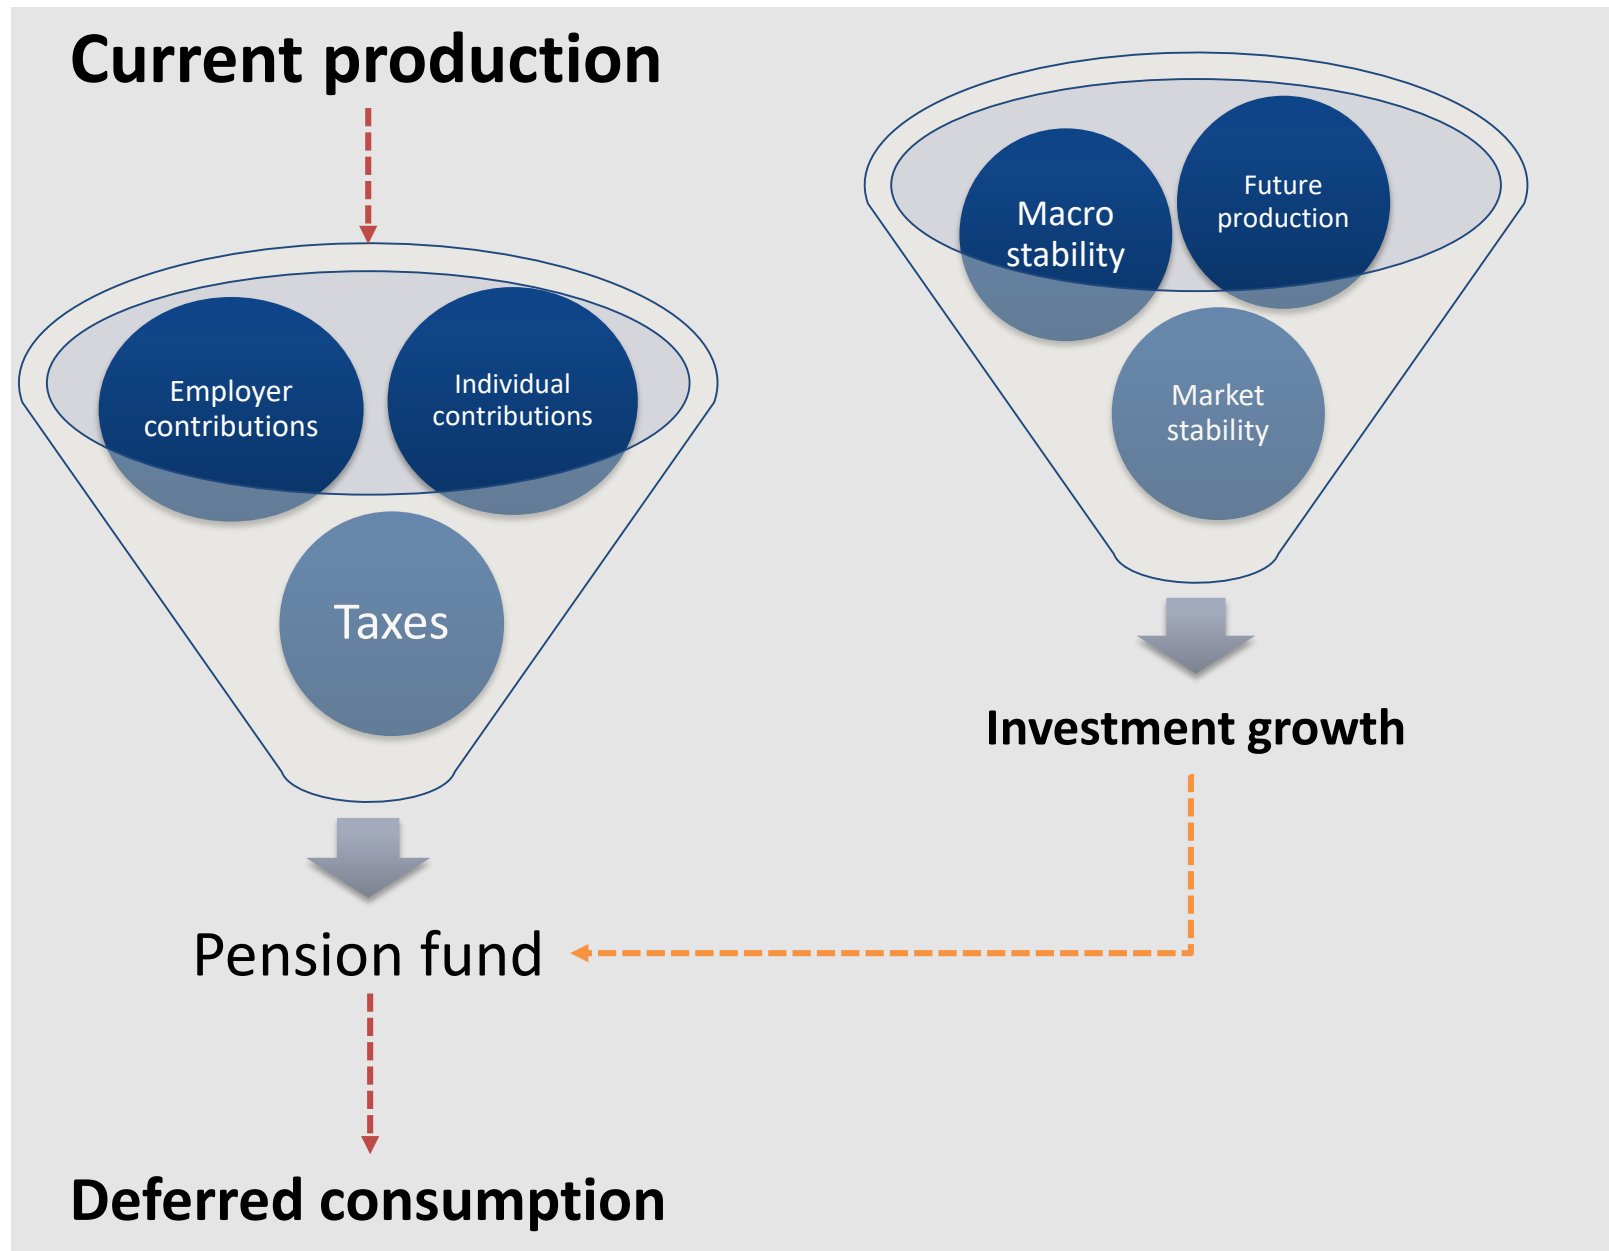 Current production
Employer
contributions
Individual
contributions
Taxes
Pension fund
Deferred consumption
Macro
stability
Future
production
Market
stability
Investment growth